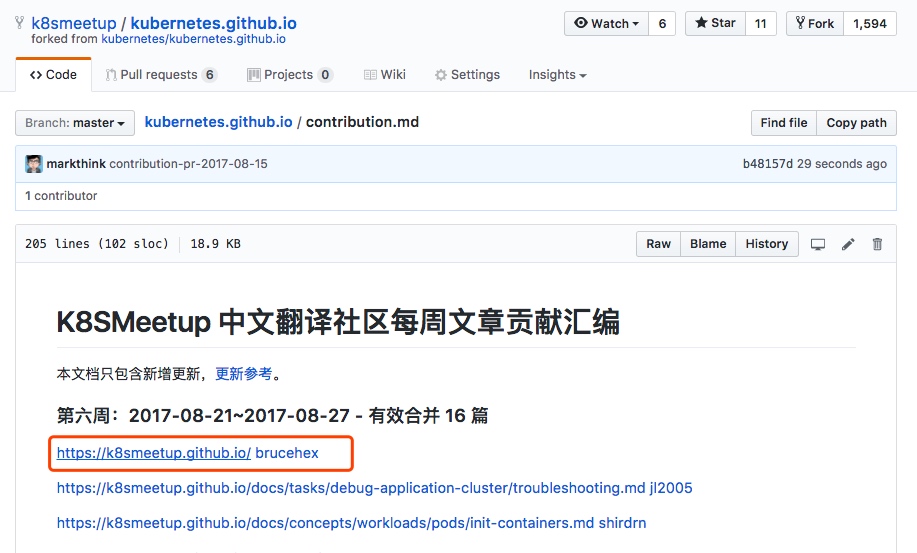 k8smeetup / kubernetes.github.io
forked from kubernetes/kubernetes.github.io
Watch 6 Star 11 Fork 1,594
Code Pull requests 6 Projects 0 Wiki Settings Insights
Branch: master kubernetes.github.io / contribution.md Find file Copy path
markthink contribution-pr-2017-08-15 b48157d 29 seconds ago
1 contributor
205 lines (102 sloc) 18.9 KB Raw Blame History
K8SMeetup 中文翻译社区每周文章贡献汇编
本文档只包含新增更新，更新参考。
第六周：2017-08-21~2017-08-27 - 有效合并 16 篇
https://k8smeetup.github.io/ brucehex
https://k8smeetup.github.io/docs/tasks/debug-application-cluster/troubleshooting.md jl2005
https://k8smeetup.github.io/docs/concepts/workloads/pods/init-containers.md shirdrn